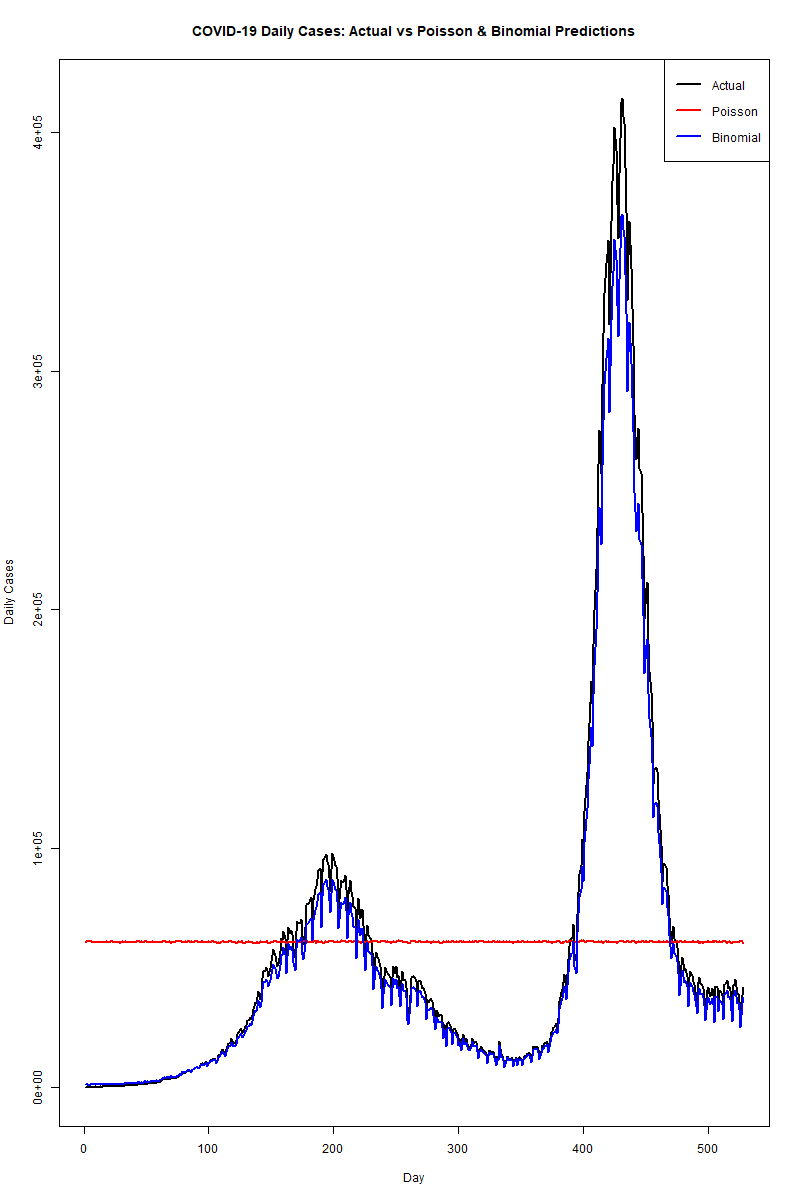 COVID-19 Daily Cases: Actual vs Poisson & Binomial Predictions
Actual
Poisson
Binomial
4e+05
3e+05
2e+05
1e+05
0e+00
Daily Cases
0 100 200 300 400 500
Day